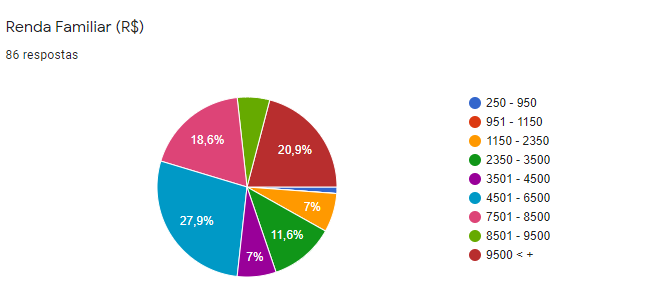 Renda Familiar (R$)
86 respostas
18,6%
20,9%
7%
27,9%
11,6%
7%
250 - 950
951 - 1150
1150 - 2350
2350 - 3500
3501 - 4500
4501 - 6500
7501 - 8500
8501 - 9500
9500 < +